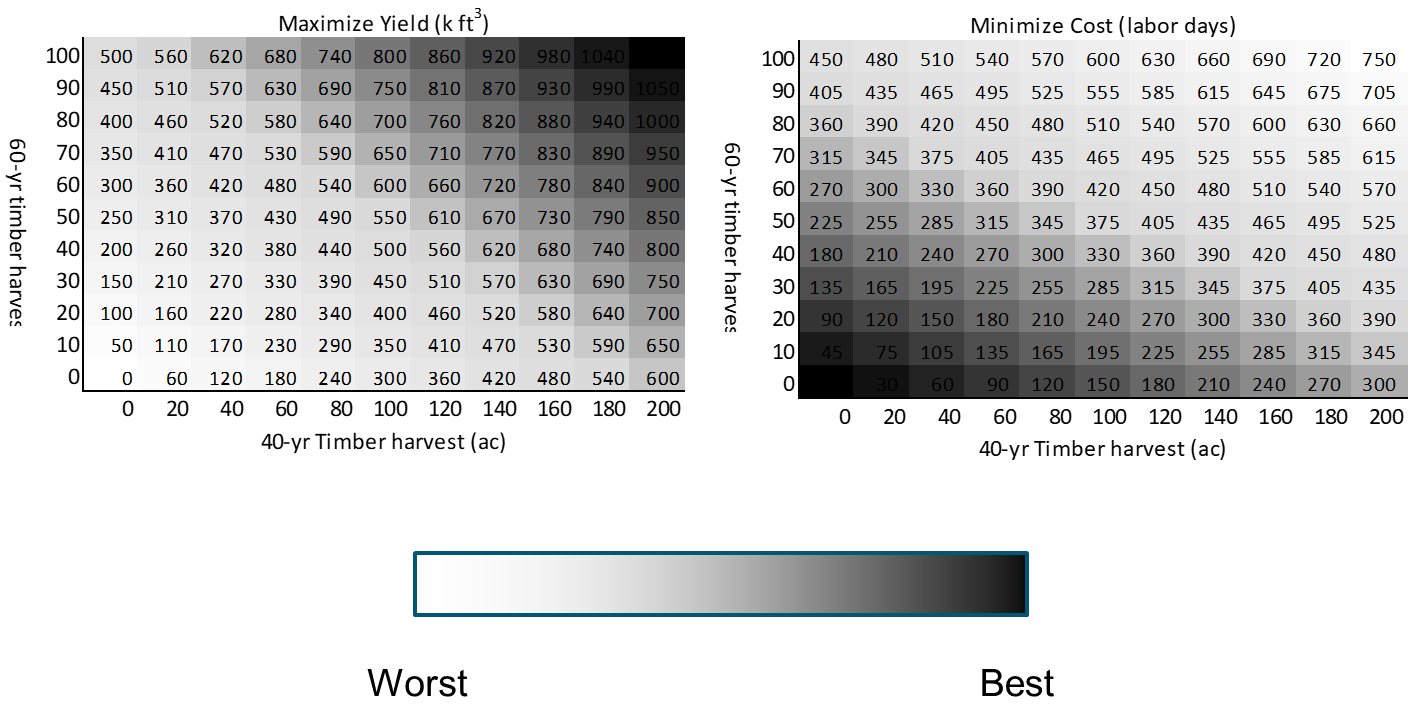 Maximize Yield (k ft3)
100 500 560 620 680 740 800 860 920 980 1040
90 450 510 570 630 690 750 810 870 930 990 1050
80 400 460 520 580 640 700 760 820 880 940 1000
70 350 410 470 530 590 650 710 770 830 890 950
60 300 360 420 480 540 600 660 720 780 840 900
50 250 310 370 430 490 550 610 670 730 790 850
40 200 260 320 380 440 500 560 620 680 740 800
30 150 210 270 330 390 450 510 570 630 690 750
20 100 160 220 280 340 400 460 520 580 640 700
10 50 110 170 230 290 350 410 470 530 590 650
0 0 60 120 180 240 300 360 420 480 540 600
0 20 40 60 80 100 120 140 160 180 200
60-yr timber harves
40-yr Timber harvest (ac)
Minimize Cost (labor days)
100 450 480 510 540 570 600 630 660 690 720 750
90 405 435 465 495 525 555 585 615 645 675 705
80 360 390 420 450 480 510 540 570 600 630 660
70 315 345 375 405 435 465 495 525 555 585 615
60 270 300 330 360 390 420 450 480 510 540 570
50 225 255 285 315 345 375 405 435 465 495 525
40 180 210 240 270 300 330 360 390 420 450 480
30 135 165 195 225 255 285 315 345 375 405 435
20 90 120 150 180 210 240 270 300 330 360 390
10 45 75 105 135 165 195 225 255 285 315 345
0 30 60 90 120 150 180 210 240 270 300
0 20 40 60 80 100 120 140 160 180 200
60-yr timber harves
40-yr Timber harvest (ac)
Worst
Best